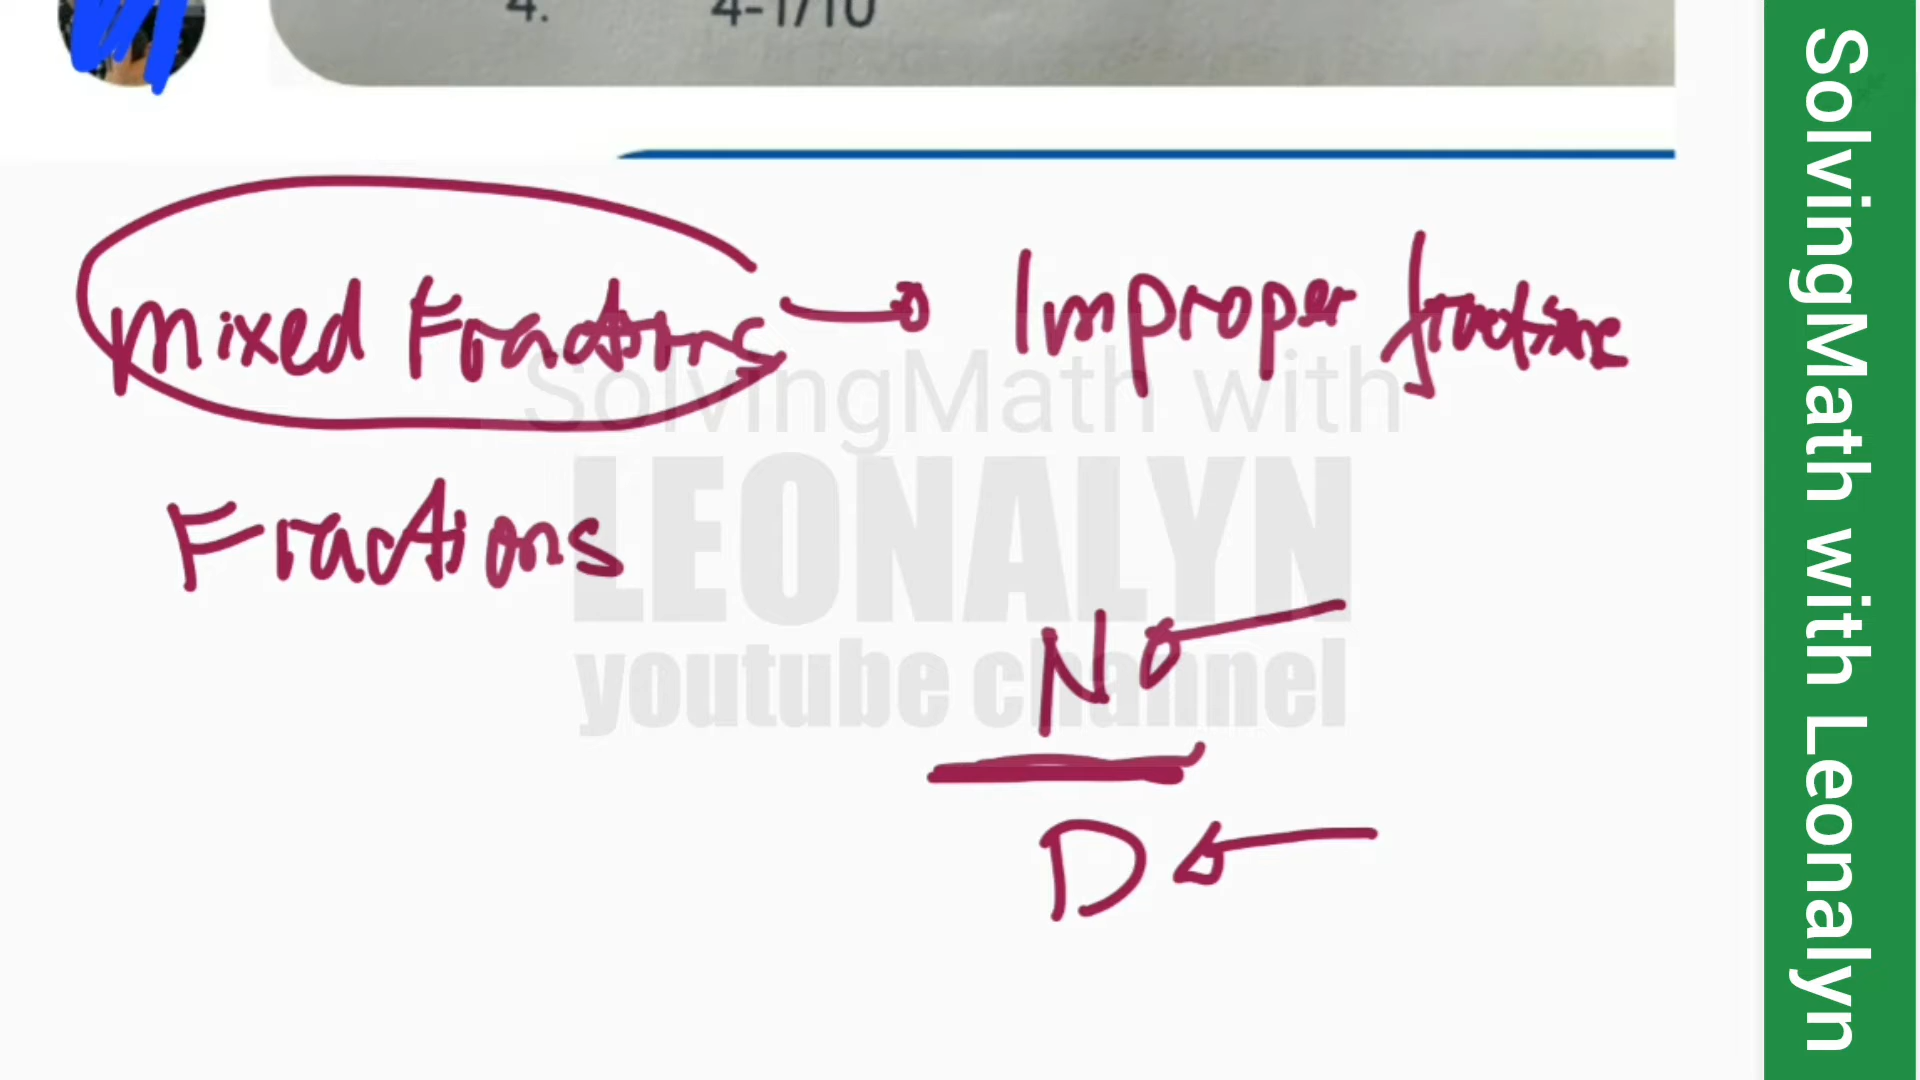 4. 4-1/10
mixed Fractions → Improper fractions
Fractions
N
D
SolvingMath with
LEONALYN
youtube channel
SolvingMath with Leonalyn